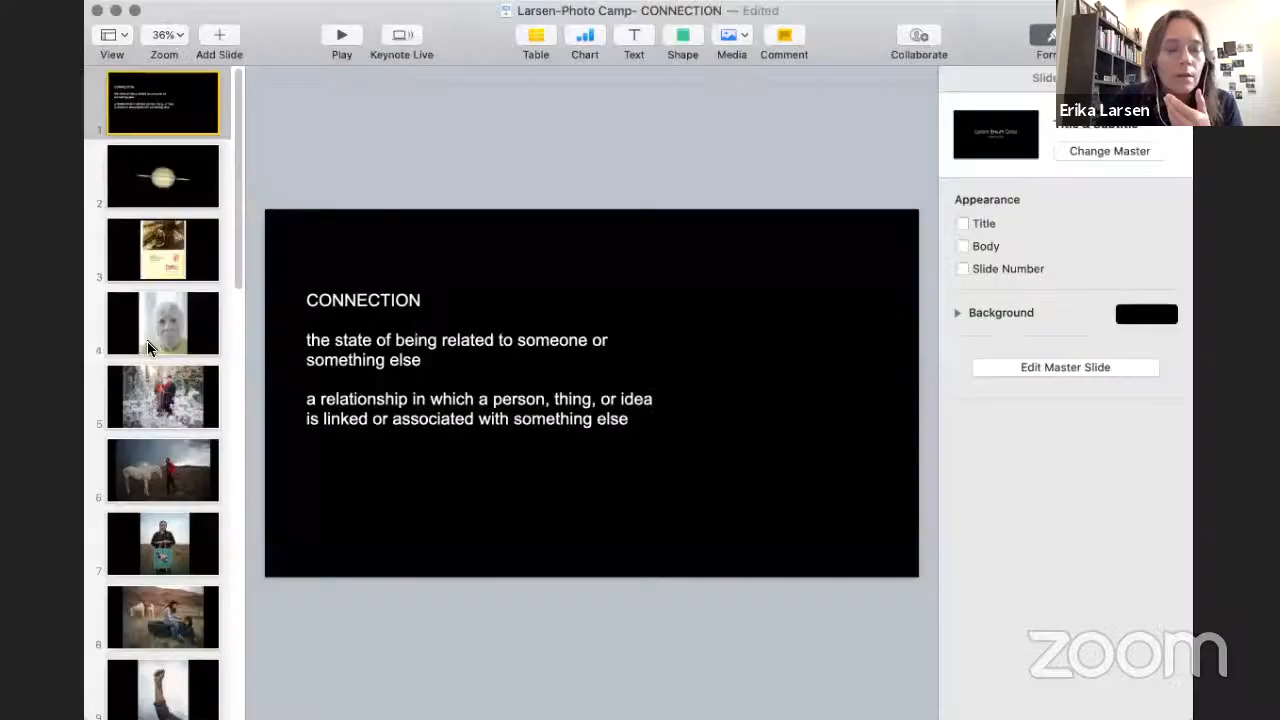 Larsen-Photo Camp- CONNECTION — Edited
36%
View
Zoom
Add Slide
Play
Keynote Live
Table
Chart
Text
Shape
Media
Comment
Collaborate
Erika Larsen
Change Master
Appearance
Title
Body
Slide Number
Background
Edit Master Slide
1
2
3
4
5
6
7
8
9
CONNECTION
the state of being related to someone or
something else
a relationship in which a person, thing, or idea
is linked or associated with something else
zoom